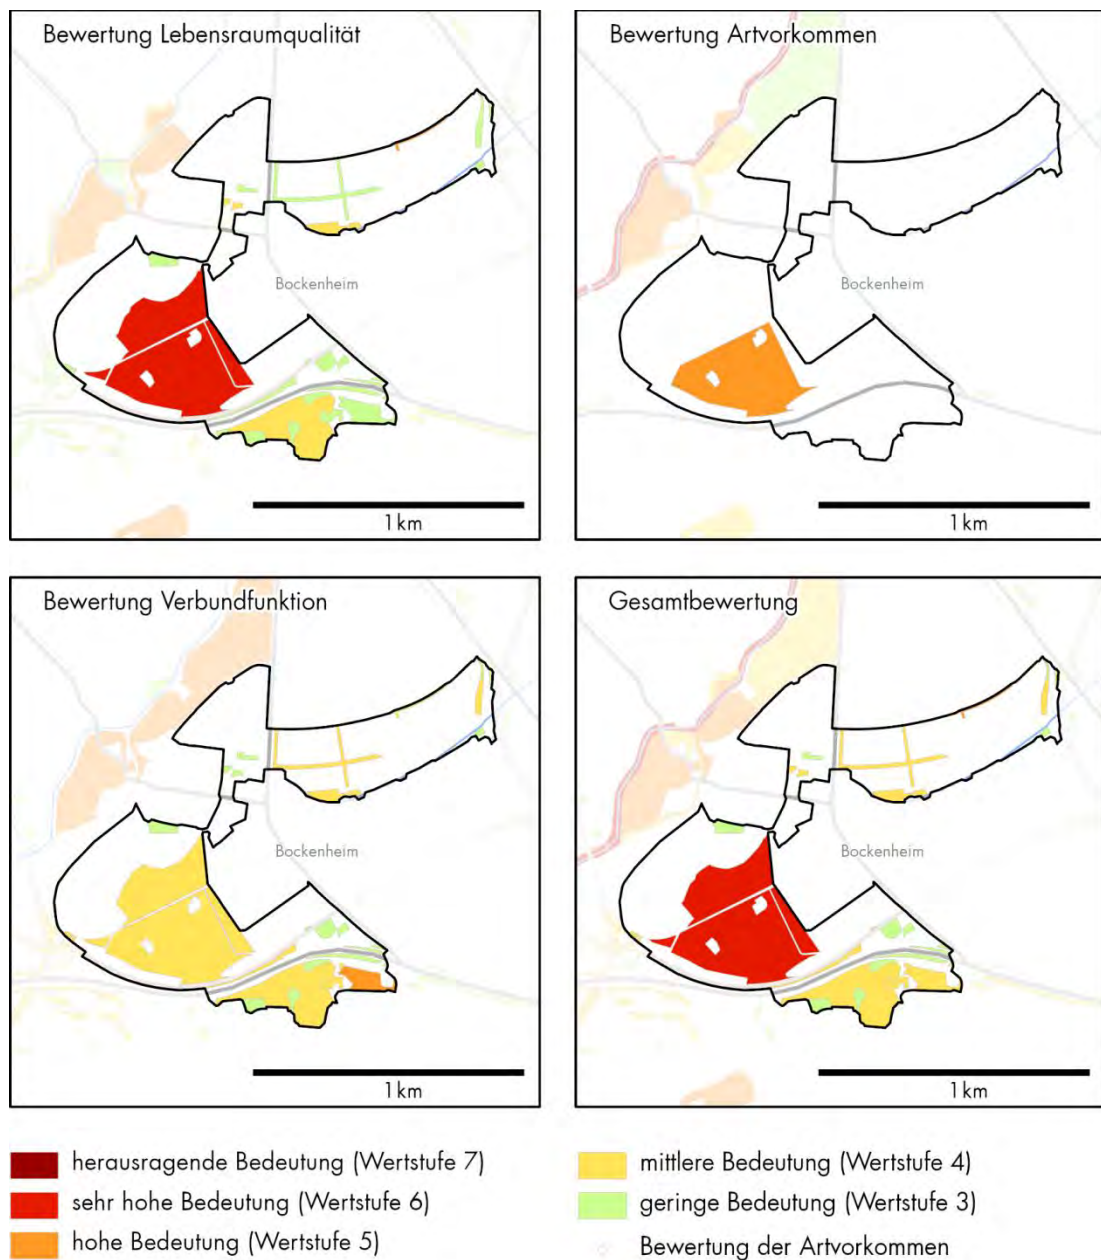 Bewertung Lebensraumqualität
Bockenheim
1 km
Bewertung Artvorkommen
Bockenheim
1 km
Bewertung Verbundfunktion
Bockenheim
1 km
Gesamtbewertung
Bockenheim
1 km
herausragende Bedeutung (Wertstufe 7)
sehr hohe Bedeutung (Wertstufe 6)
hohe Bedeutung (Wertstufe 5)
mittlere Bedeutung (Wertstufe 4)
geringe Bedeutung (Wertstufe 3)
Bewertung der Artvorkommen